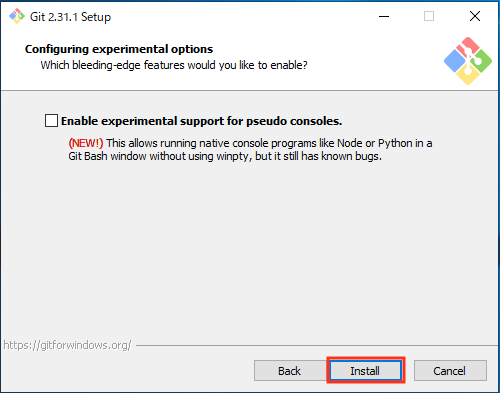 Git 2.31.1 Setup
Configuring experimental options
Which bleeding-edge features would you like to enable?
Enable experimental support for pseudo consoles.
(NEW!) This allows running native console programs like Node or Python in a
Git Bash window without using winpty, but it still has known bugs.
https://gitforwindows.org/
Back Install Cancel